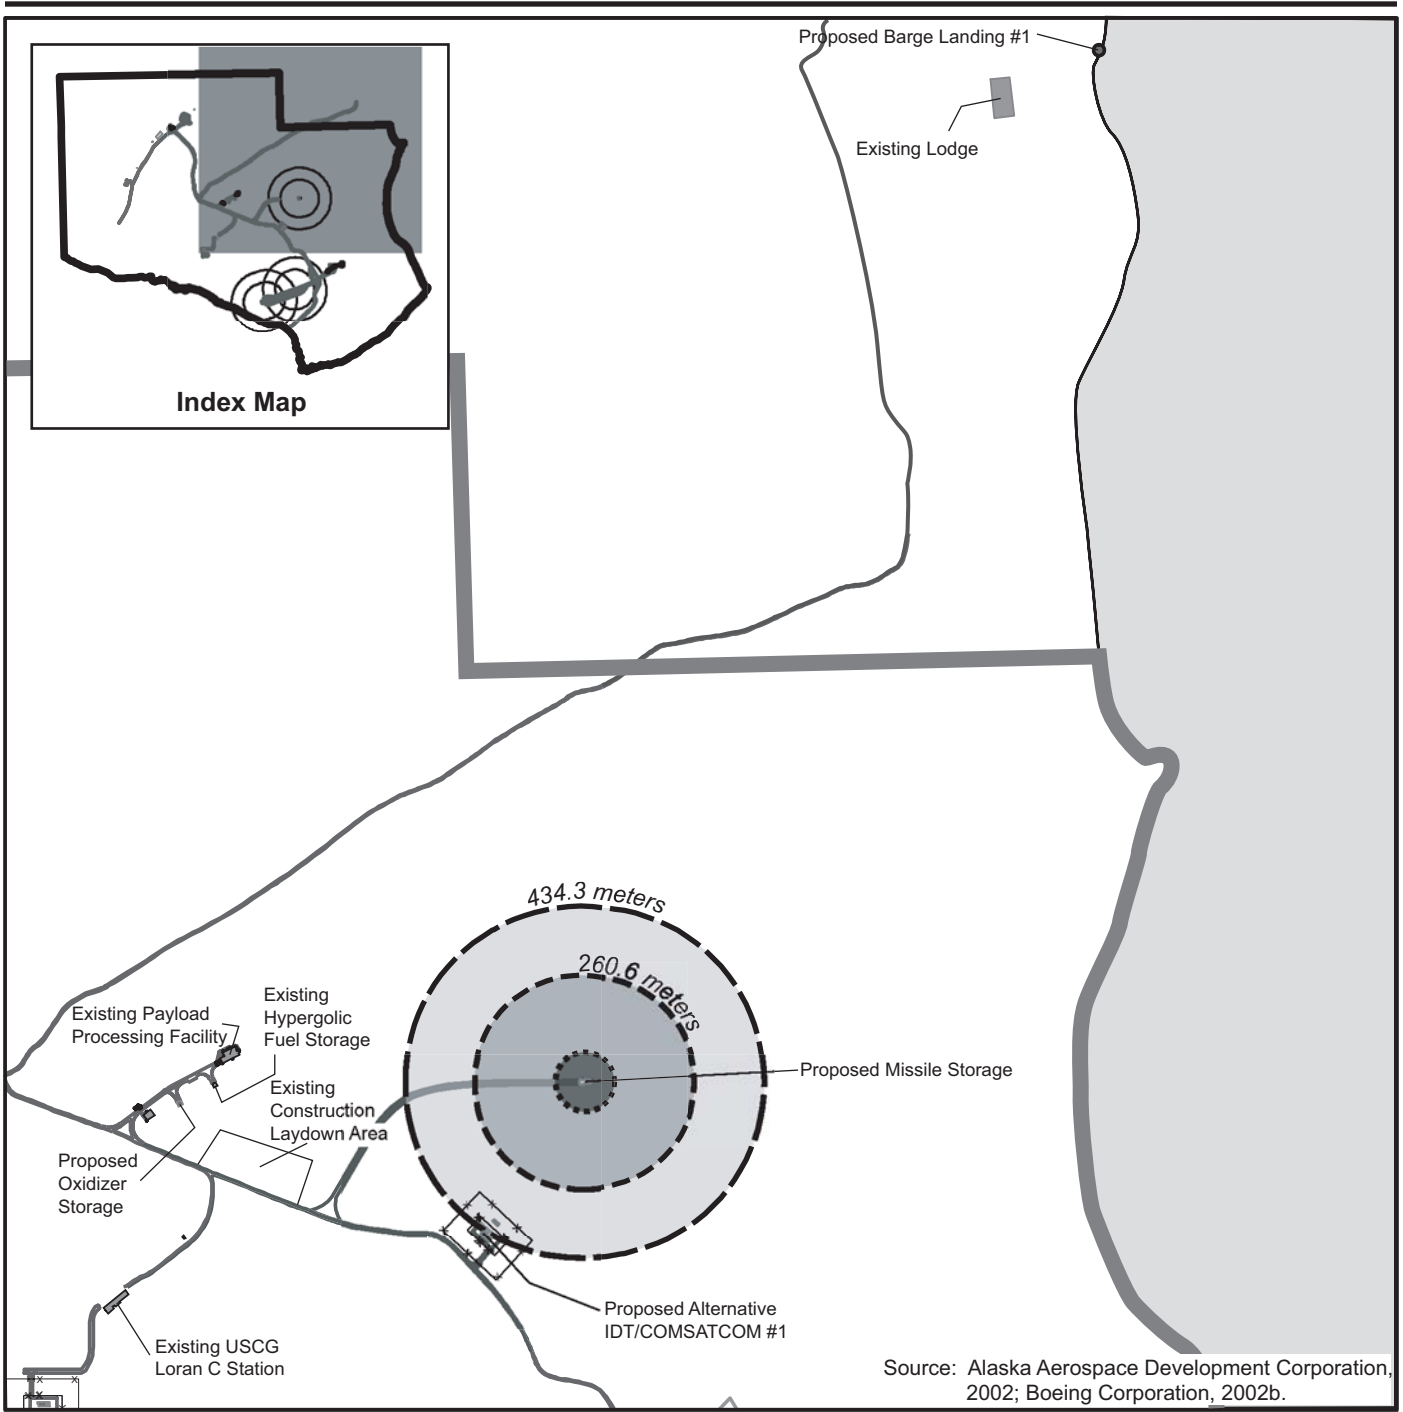 Proposed Barge Landing #1
Existing Lodge
Index Map
434.3 meters
260.6 meters
Existing Payload
Processing Facility
Existing
Hypergolic
Fuel Storage
Existing
Construction
Laydown Area
Proposed Missile Storage
Proposed
Oxidizer
Storage
Proposed Alternative
IDT/COMSATCOM #1
Existing USCG
Loran C Station
Source:  Alaska Aerospace Development Corporation,
2002; Boeing Corporation, 2002b.